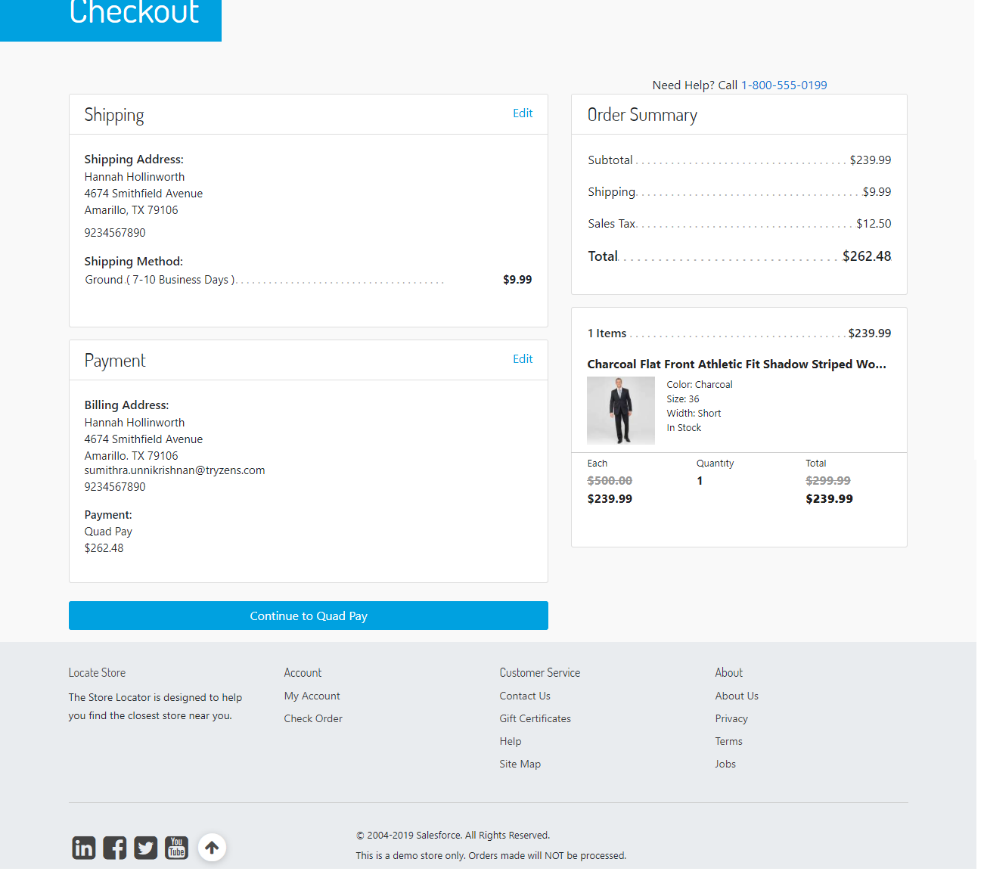 Checkout
Need Help? Call 1-800-555-0199
Shipping
Edit
Shipping Address:
Hannah Hollinworth
4674 Smithfield Avenue
Amarillo, TX 79106
9234567890
Shipping Method:
Ground ( 7-10 Business Days ) $9.99
Payment
Edit
Billing Address:
Hannah Hollinworth
4674 Smithfield Avenue
Amarillo, TX 79106
sumithra.unnikrishnan@tryzens.com
9234567890
Payment:
Quad Pay
$262.48
Continue to Quad Pay
Order Summary
Subtotal $239.99
Shipping $9.99
Sales Tax $12.50
Total $262.48
1 Items $239.99
Charcoal Flat Front Athletic Fit Shadow Striped Wo...
Color: Charcoal
Size: 36
Width: Short
In Stock
Each Quantity Total
$500.00 1 $299.99
$239.99 $239.99
Locate Store
The Store Locator is designed to help
you find the closest store near you.
Account
My Account
Check Order
Customer Service
Contact Us
Gift Certificates
Help
Site Map
About
About Us
Privacy
Terms
Jobs
in
f
You
Tube
© 2004-2019 Salesforce. All Rights Reserved.
This is a demo store only. Orders made will NOT be processed.